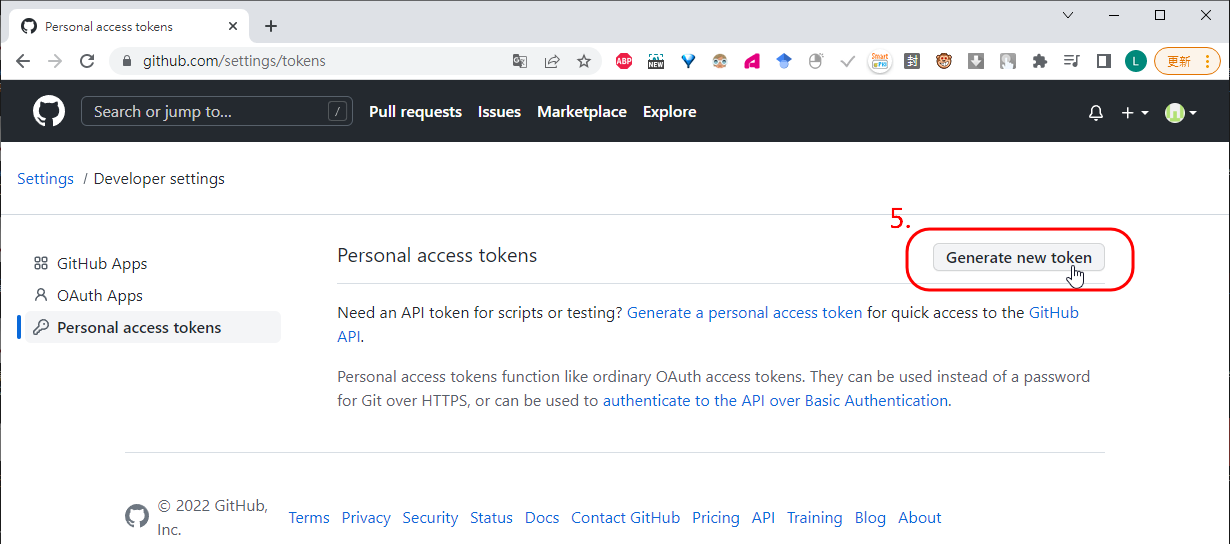 Personal access tokens
github.com/settings/tokens
ABP
NEW
Smart
封
L
更新
Search or jump to...
/
Pull requests
Issues
Marketplace
Explore
Settings / Developer settings
5.
GitHub Apps
OAuth Apps
Personal access tokens
Personal access tokens
Generate new token
Need an API token for scripts or testing? Generate a personal access token for quick access to the GitHub
API.
Personal access tokens function like ordinary OAuth access tokens. They can be used instead of a password
for Git over HTTPS, or can be used to authenticate to the API over Basic Authentication.
© 2022 GitHub,
Inc.
Terms Privacy Security Status Docs Contact GitHub Pricing API Training Blog About